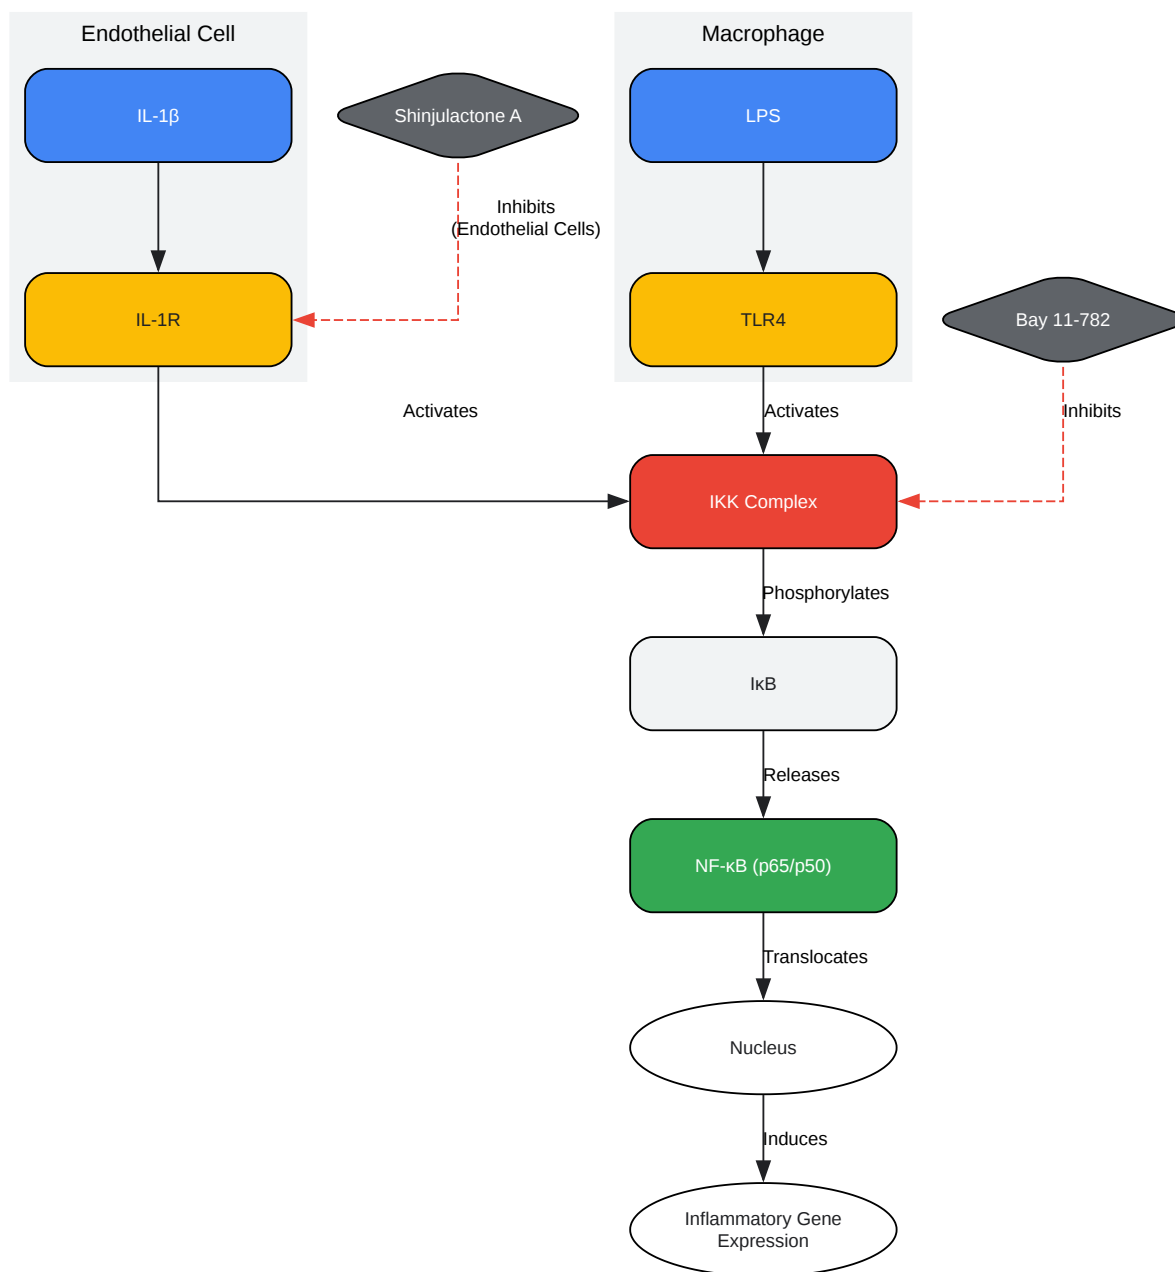 Endothelial Cell
Macrophage
IL-1β
Shinjulactone A
LPS
Inhibits
(Endothelial Cells)
IL-1R
TLR4
Bay 11-782
Activates
Activates
Inhibits
IKK Complex
Phosphorylates
IκB
Releases
NF-κB (p65/p50)
Translocates
Nucleus
Induces
Inflammatory Gene
Expression